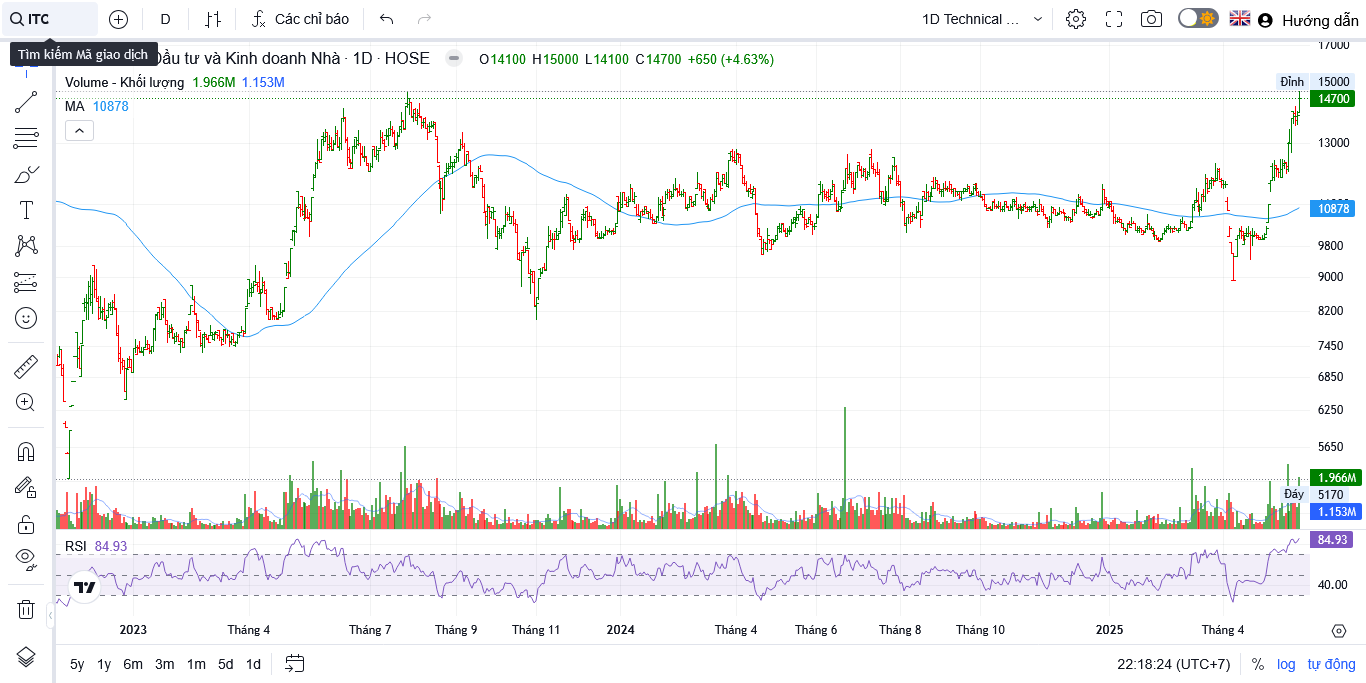 ITC
D
Các chỉ báo
1D Technical ...
Hướng dẫn
Tìm kiếm Mã giao dịch
Đầu tư và Kinh doanh Nhà · 1D · HOSE
O14100 H15000 L14100 C14700 +650 (+4.63%)
Volume - Khối lượng 1.966M 1.153M
MA 10878
17000
Đỉnh 15000
14700
13000
10878
9800
9000
8200
7450
6850
6250
5650
1.966M
Đáy 5170
1.153M
RSI 84.93
84.93
40.00
2023 Tháng 4 Tháng 7 Tháng 9 Tháng 11 2024 Tháng 4 Tháng 6 Tháng 8 Tháng 10 2025 Tháng 4
5y 1y 6m 3m 1m 5d 1d
22:18:24 (UTC+7) % log tự động